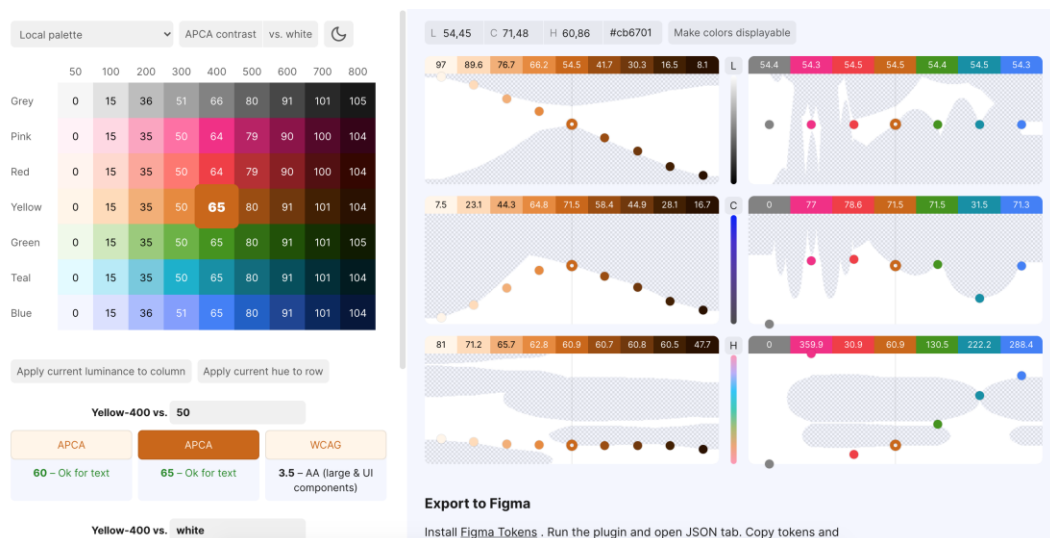 Local palette APCA contrast vs. white
50 100 200 300 400 500 600 700 800
Grey 0 15 36 51 66 80 91 101 105
Pink 0 15 35 50 64 79 90 100 104
Red 0 15 35 50 64 79 90 100 104
Yellow 0 15 35 50 65 80 91 101 104
Green 0 15 35 50 65 80 91 101 105
Teal 0 15 35 50 65 80 91 101 104
Blue 0 15 36 51 65 80 91 101 104
Apply current luminance to column Apply current hue to row
Yellow-400 vs. 50
APCA APCA WCAG
60 – Ok for text 65 – Ok for text 3.5 – AA (large & UI
components)
Yellow-400 vs. white
L 54,45 C 71,48 H 60,86 #cb6701 Make colors displayable
97 89.6 76.7 66.2 54.5 41.7 30.3 16.5 8.1 L 54.4 54.3 54.5 54.5 54.4 54.5 54.3
7.5 23.1 44.3 64.8 71.5 58.4 44.9 28.1 16.7 C 0 77 78.6 71.5 71.5 31.5 71.3
81 71.2 65.7 62.8 60.9 60.7 60.8 60.5 47.7 H 0 359.9 30.9 60.9 130.5 222.2 288.4
Export to Figma
Install Figma Tokens . Run the plugin and open JSON tab. Copy tokens and